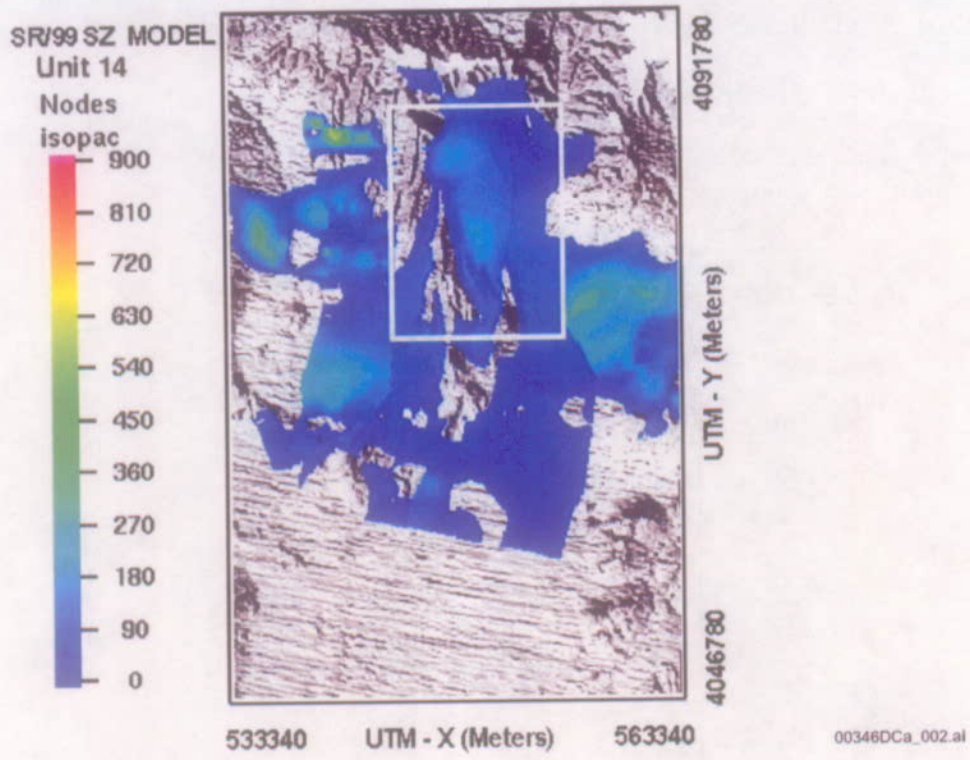 SR/99 SZ MODEL
Unit 14
Nodes
isopac
900
810
720
630
540
450
360
270
180
90
0
4091780
UTM - Y (Meters)
4046780
533340 UTM - X (Meters) 563340
00346DCa_002.ai